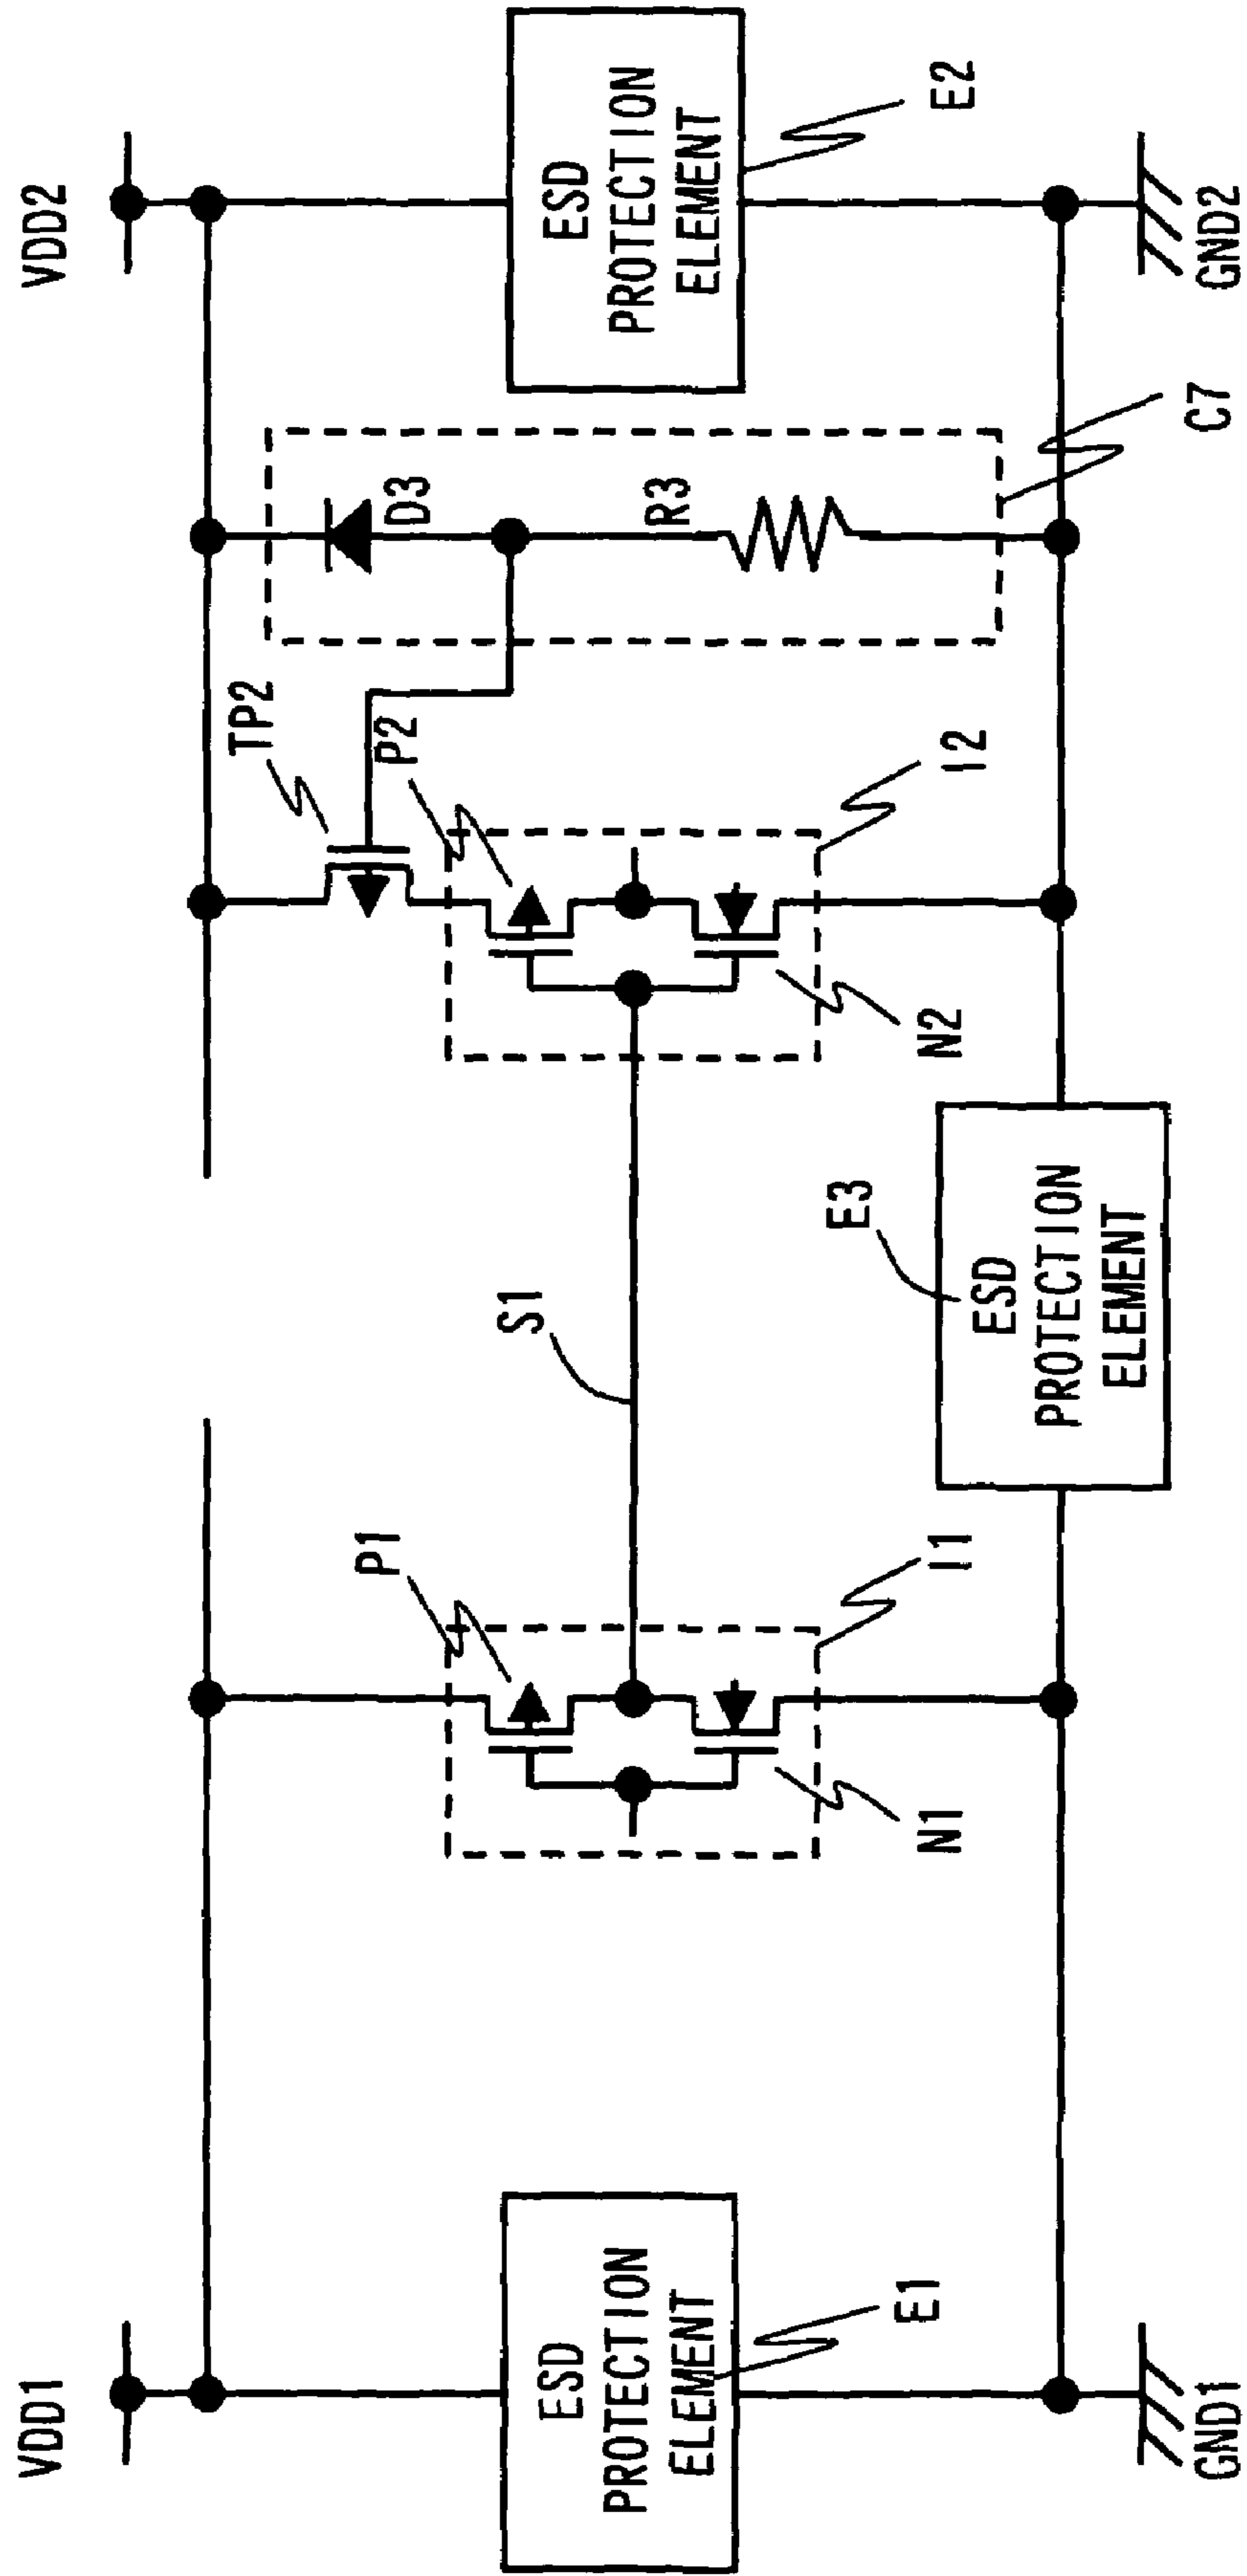 VDD1
VDD2
ESD
PROTECTION
ELEMENT
E1
P1
N1
I1
S1
E3
ESD
PROTECTION
ELEMENT
TP2
P2
N2
I2
D3
R3
C7
ESD
PROTECTION
ELEMENT
E2
GND1
GND2